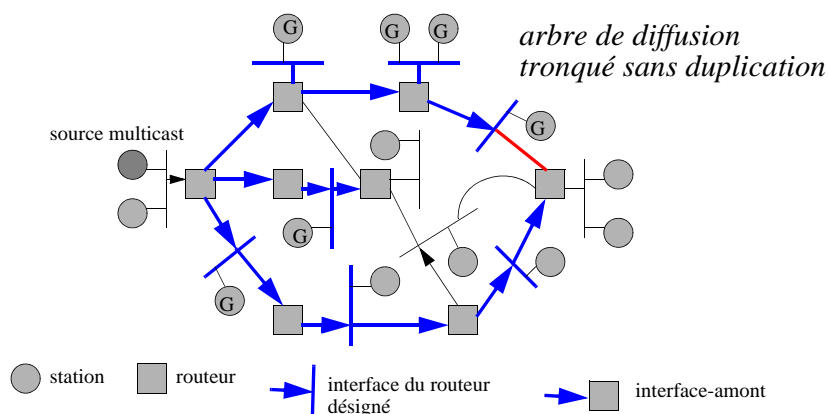 G
G
G
arbre de diffusion
tronqué sans duplication
G
source multicast
G
G
station
routeur
interface du routeur
désigné
interface-amont